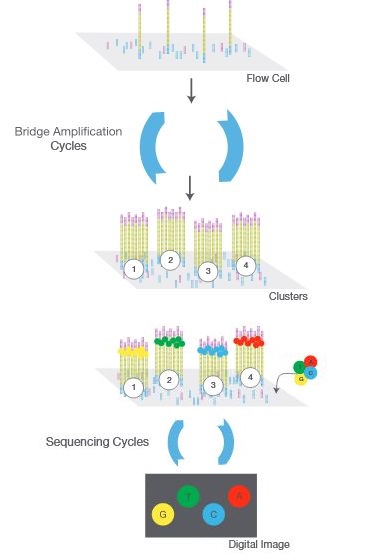 Flow Cell
Bridge Amplification
Cycles
1
2
3
4
Clusters
1
2
3
4
T
A
G
C
Sequencing Cycles
G
T
C
A
Digital Image